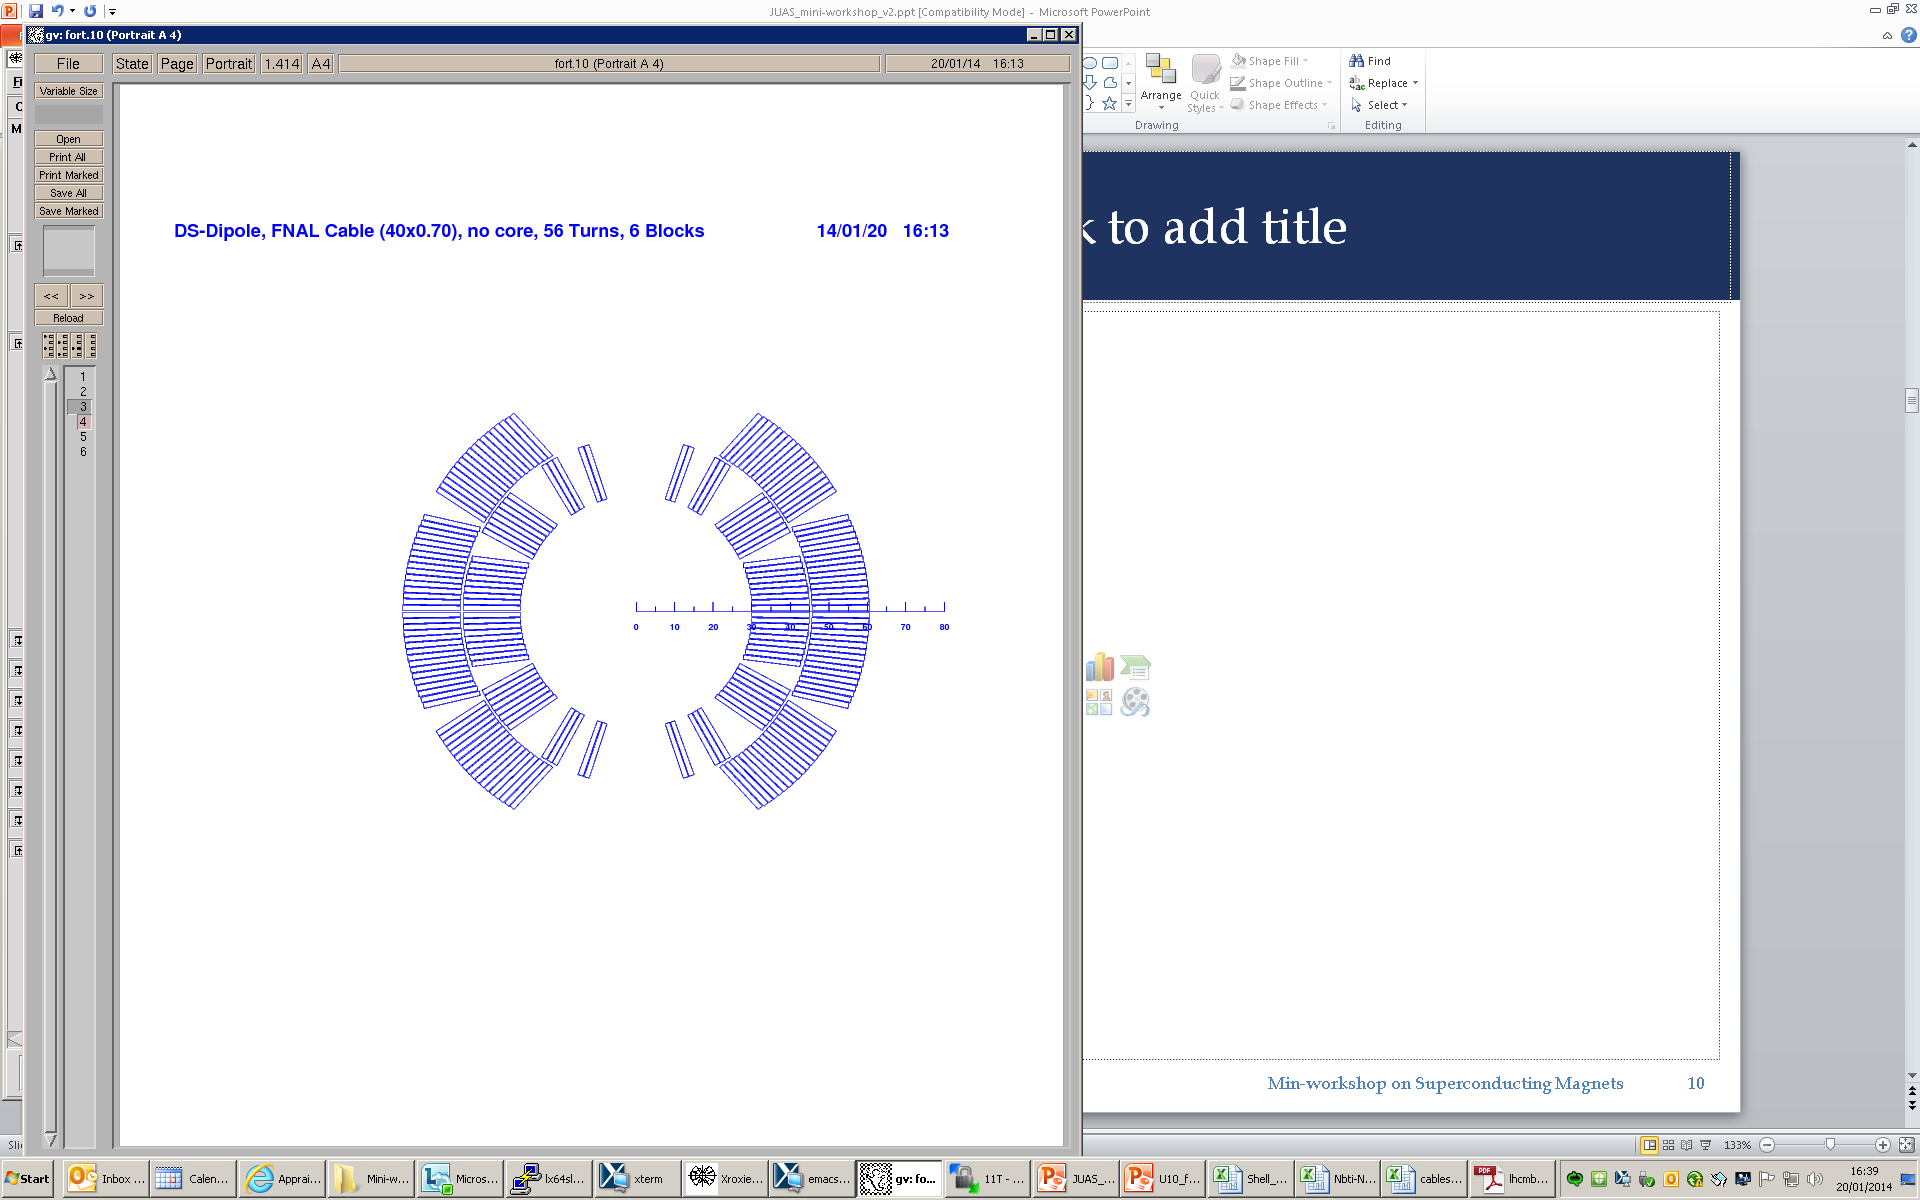 JUAS_mini-workshop_v2.ppt [Compatibility Mode] - Microsoft PowerPoint
gv: fort.10 (Portrait A 4)
File State Page Portrait 1.414 A4 fort.10 (Portrait A 4) 20/01/14 16:13
Variable Size
Open
Print All
Print Marked
Save All
Save Marked
<< >>
Reload
1
2
3
4
5
6
DS-Dipole, FNAL Cable (40x0.70), no core, 56 Turns, 6 Blocks 14/01/20 16:13
0 10 20 30 40 50 60 70 80
Arrange
Quick
Styles
Shape Fill
Shape Outline
Shape Effects
Drawing
Find
Replace
Select
Editing
k to add title
Min-workshop on Superconducting Magnets 10
133%
Start Inbox ... Calen... Apprai... Mini-w... Micros... lx64sl... xterm Xroxie... emacs... gv: fo... 11T - ... JUAS_... U10_f... Shell_... Nbti-N... cables... lhcmb...
16:39
20/01/2014